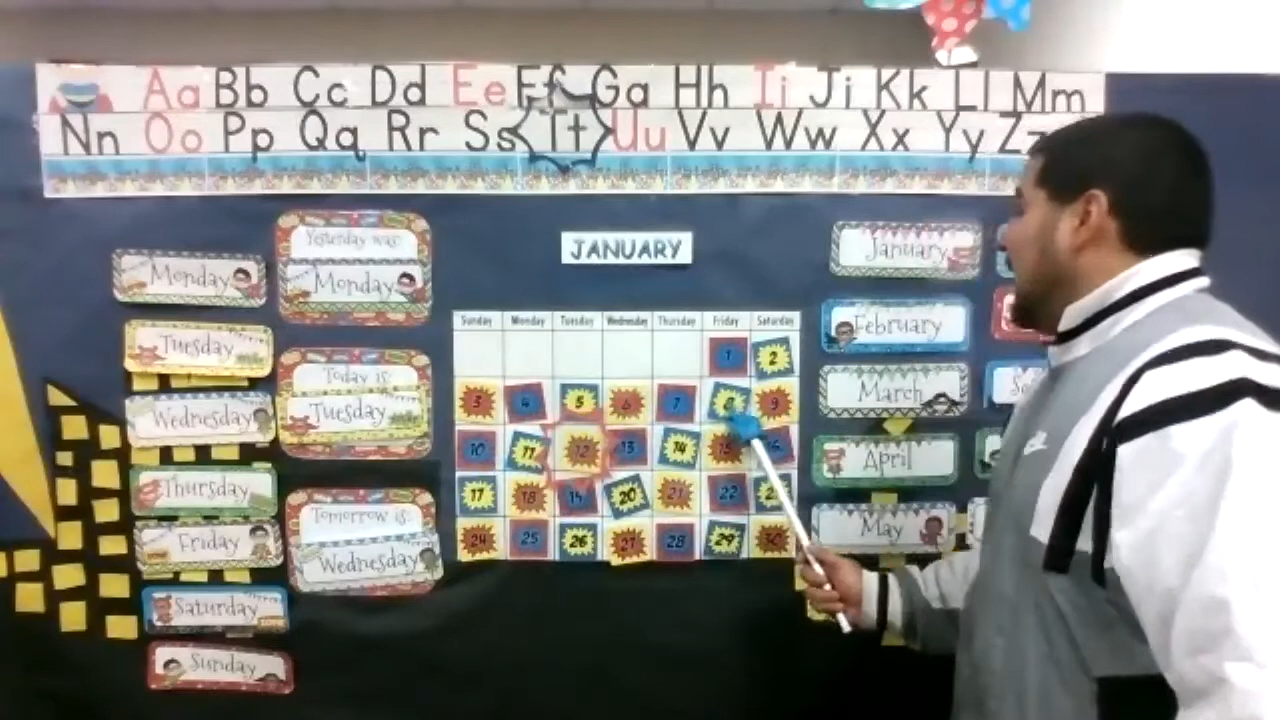 Aa Bb Cc Dd Ee Ff Gg Hh Ii Jj Kk Ll Mm
Nn Oo Pp Qq Rr Ss Tt Uu Vv Ww Xx Yy Zz
Monday
Tuesday
Wednesday
Thursday
Friday
Saturday
Sunday
Yesterday was:
Monday
Today is:
Tuesday
Tomorrow is:
Wednesday
JANUARY
Sunday Monday Tuesday Wednesday Thursday Friday Saturday
1 2
3 4 5 6 7 8 9
10 11 12 13 14 15 16
17 18 19 20 21 22
24 25 26 27 28 29 30
January
February
March
April
May